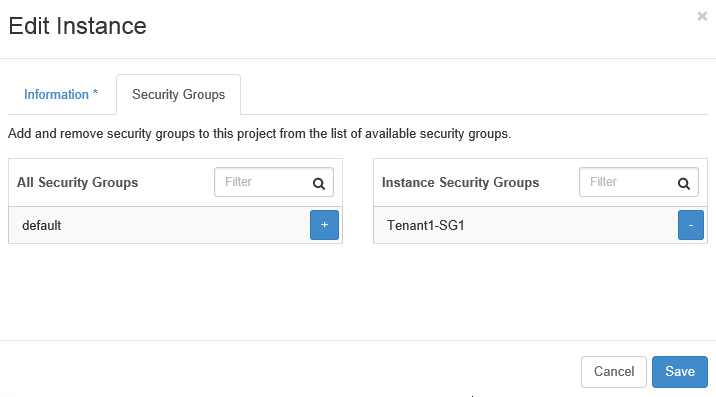 Edit Instance
×
Information *
Security Groups
Add and remove security groups to this project from the list of available security groups.
All Security Groups
Filter
Instance Security Groups
Filter
default
+
Tenant1-SG1
-
Cancel
Save